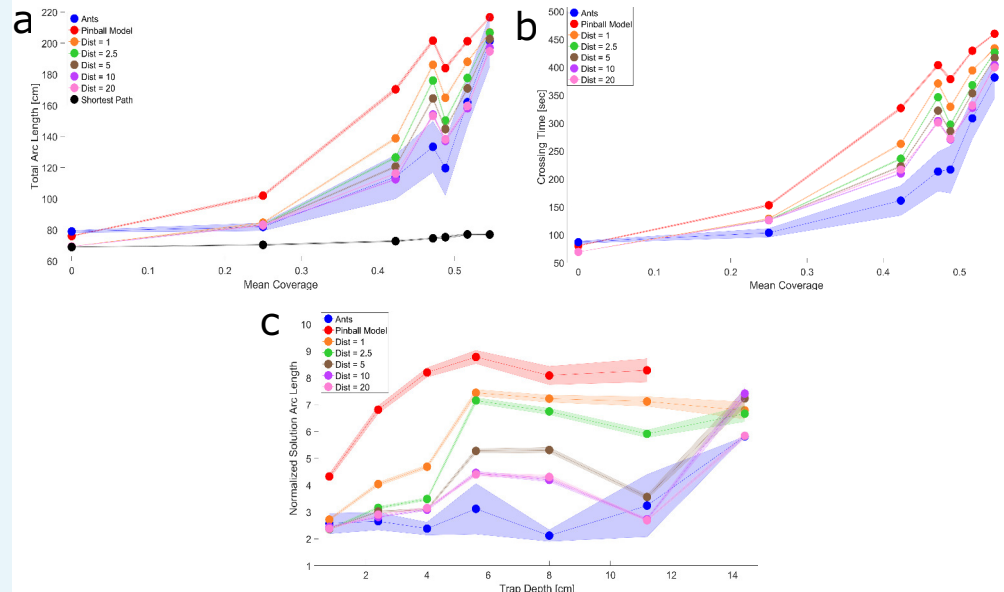 a
Ants
Pinball Model
Dist = 1
Dist = 2.5
Dist = 5
Dist = 10
Dist = 20
Shortest Path
220
200
180
160
140
120
100
80
60
Total Arc Length [cm]
0 0.1 0.2 0.3 0.4 0.5
Mean Coverage
b
Ants
Pinball Model
Dist = 1
Dist = 2.5
Dist = 5
Dist = 10
Dist = 20
500
450
400
350
300
250
200
150
100
50
Crossing Time [sec]
0 0.1 0.2 0.3 0.4 0.5
Mean Coverage
c
Ants
Pinball Model
Dist = 1
Dist = 2.5
Dist = 5
Dist = 10
Dist = 20
10
9
8
7
6
5
4
3
2
1
Normalized Solution Arc Length
2 4 6 8 10 12 14
Trap Depth [cm]